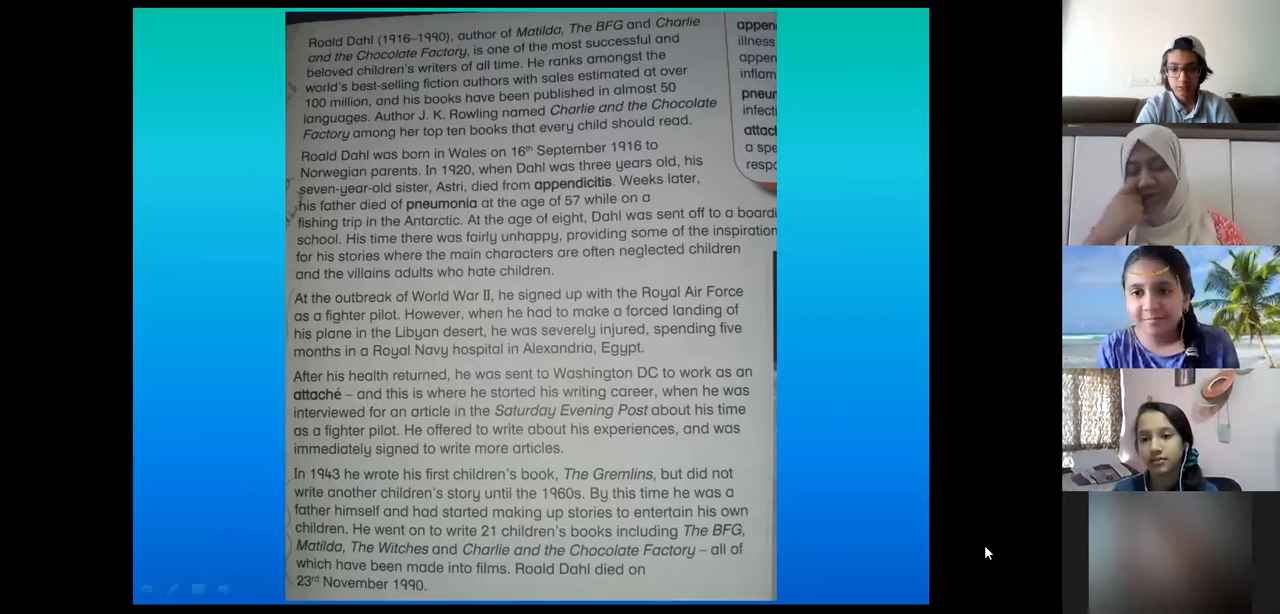 Roald Dahl (1916–1990), author of Matilda, The BFG and Charlie
and the Chocolate Factory, is one of the most successful and
beloved children's writers of all time. He ranks amongst the
world's best-selling fiction authors with sales estimated at over
100 million, and his books have been published in almost 50
languages. Author J. K. Rowling named Charlie and the Chocolate
Factory among her top ten books that every child should read.
Roald Dahl was born in Wales on 16th September 1916 to
Norwegian parents. In 1920, when Dahl was three years old, his
seven-year-old sister, Astri, died from appendicitis. Weeks later,
his father died of pneumonia at the age of 57 while on a
fishing trip in the Antarctic. At the age of eight, Dahl was sent off to a boardi
school. His time there was fairly unhappy, providing some of the inspiration
for his stories where the main characters are often neglected children
and the villains adults who hate children.
At the outbreak of World War II, he signed up with the Royal Air Force
as a fighter pilot. However, when he had to make a forced landing of
his plane in the Libyan desert, he was severely injured, spending five
months in a Royal Navy hospital in Alexandria, Egypt.
After his health returned, he was sent to Washington DC to work as an
attaché – and this is where he started his writing career, when he was
interviewed for an article in the Saturday Evening Post about his time
as a fighter pilot. He offered to write about his experiences, and was
immediately signed to write more articles.
In 1943 he wrote his first children's book, The Gremlins, but did not
write another children's story until the 1960s. By this time he was a
father himself and had started making up stories to entertain his own
children. He went on to write 21 children's books including The BFG,
Matilda, The Witches and Charlie and the Chocolate Factory – all of
which have been made into films. Roald Dahl died on
23rd November 1990.
appen
illness
appen
inflam
pneun
infecti
attach
a spe
respo